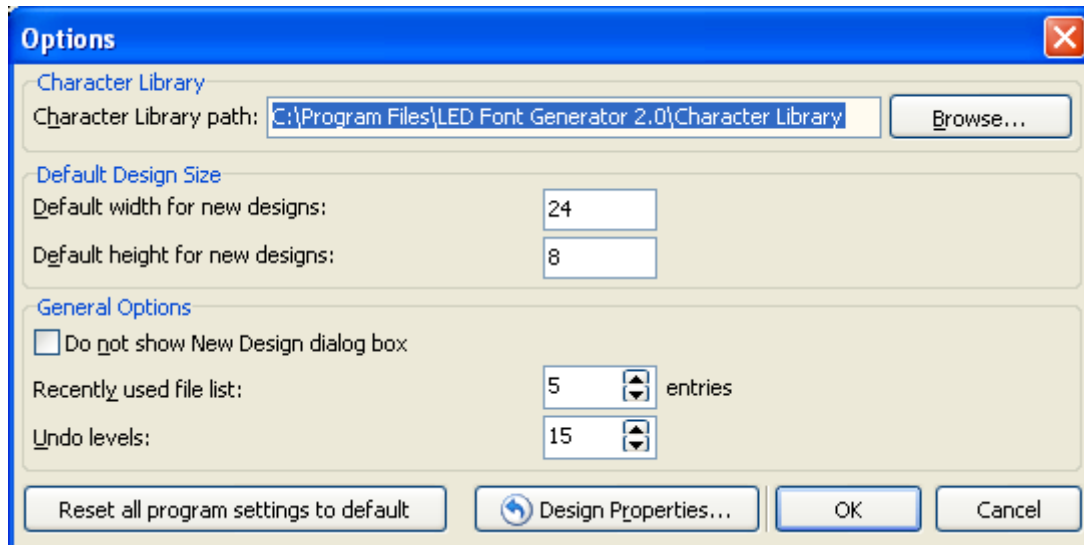 Options
Character Library
Character Library path: C:\Program Files\LED Font Generator 2.0\Character Library Browse...
Default Design Size
Default width for new designs: 24
Default height for new designs: 8
General Options
Do not show New Design dialog box
Recently used file list: 5 entries
Undo levels: 15
Reset all program settings to default Design Properties... OK Cancel